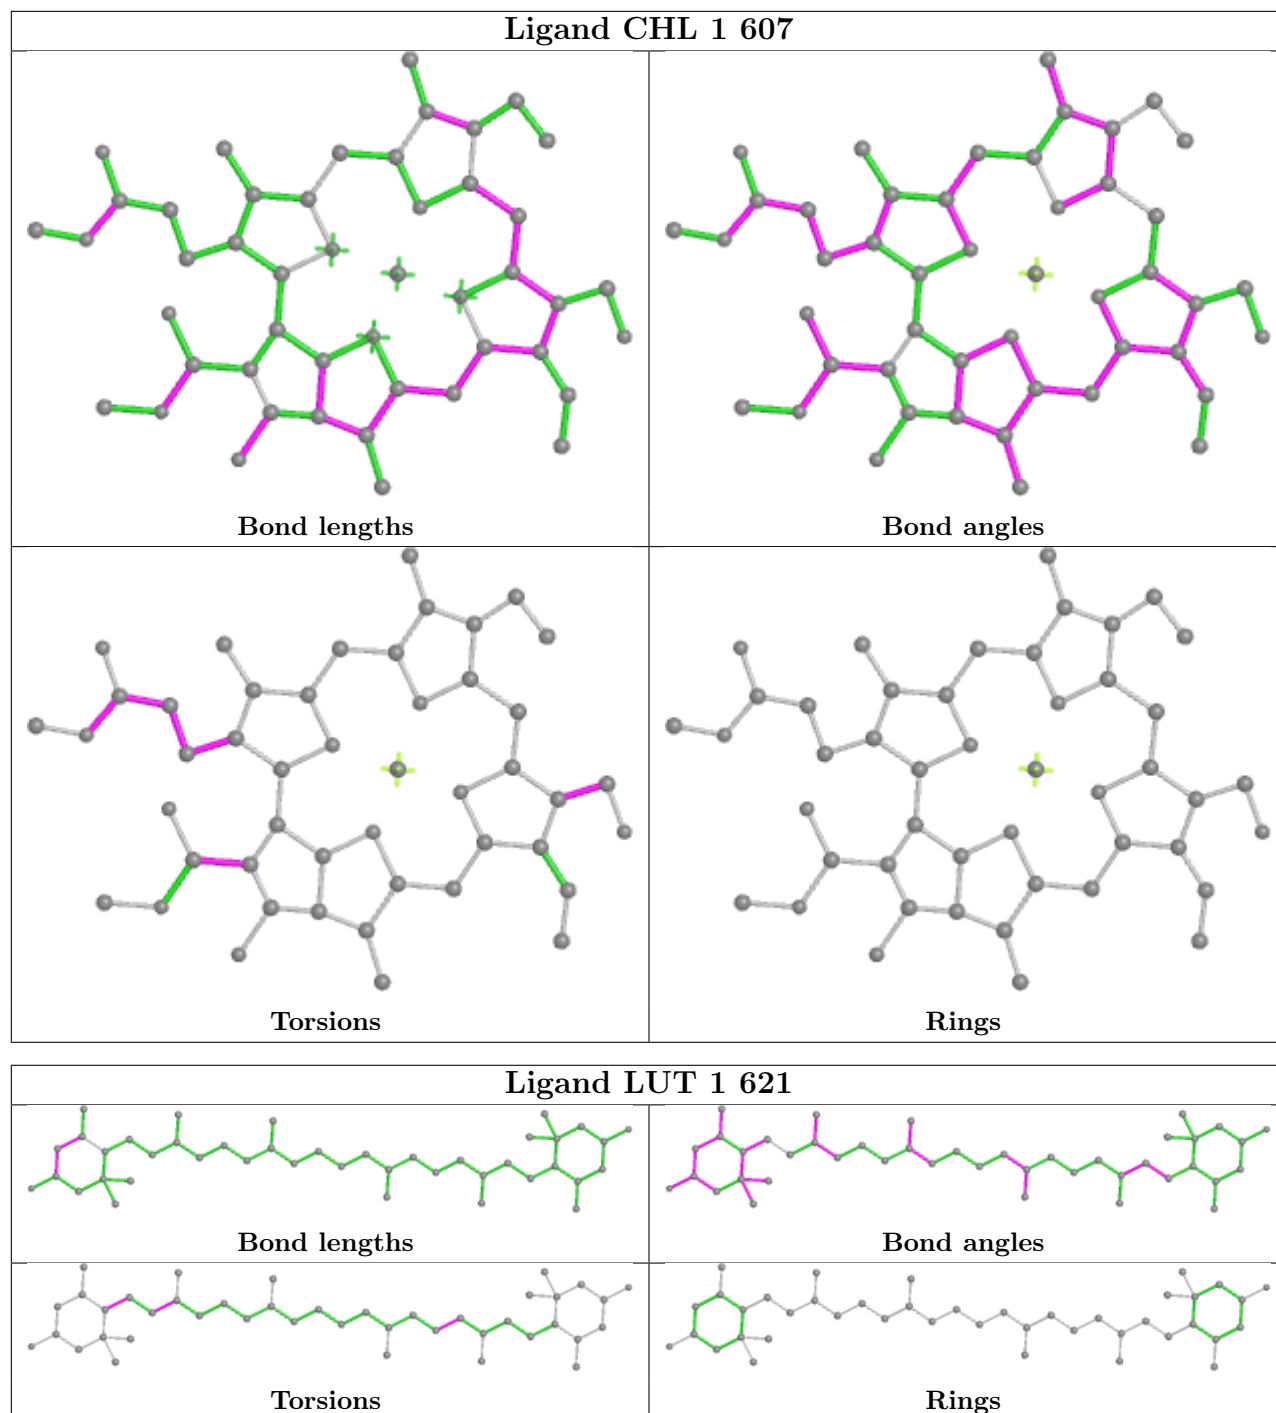 Ligand CHL 1 607
Bond lengths
Bond angles
Torsions
Rings
Ligand LUT 1 621
Bond lengths
Bond angles
Torsions
Rings